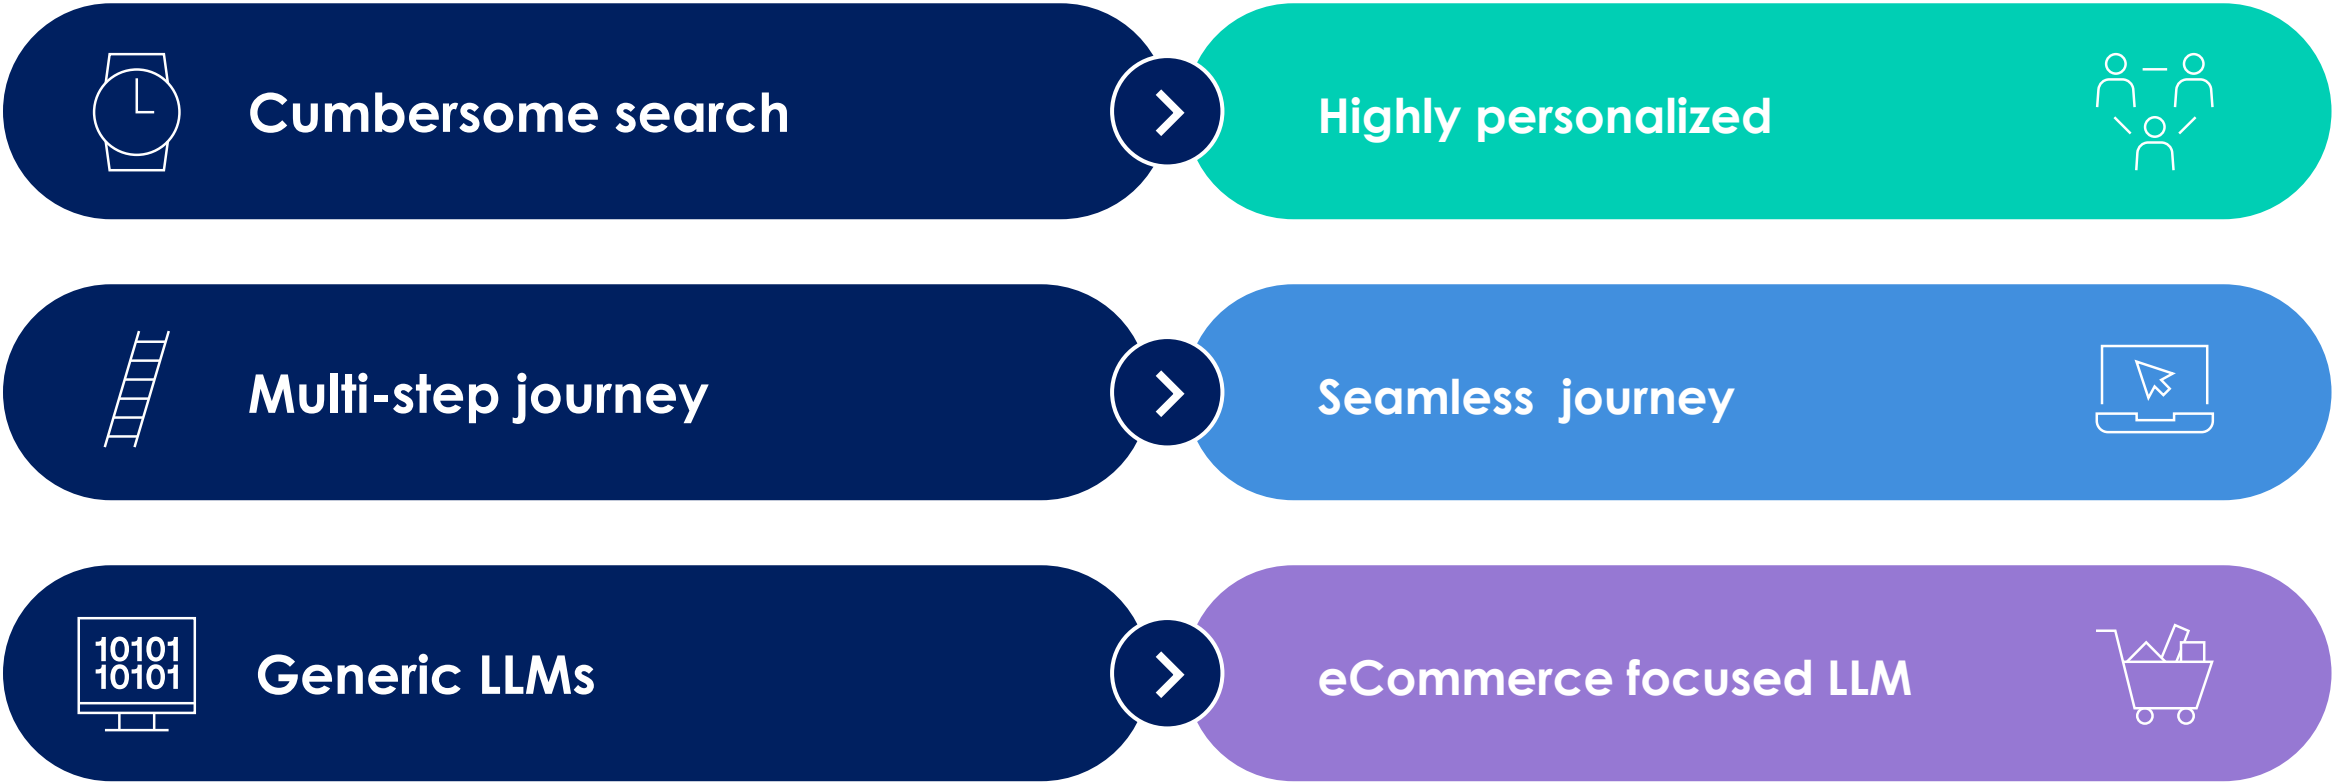 Cumbersome search
Highly personalized
Multi-step journey
Seamless  journey
10101
10101
Generic LLMs
eCommerce focused LLM